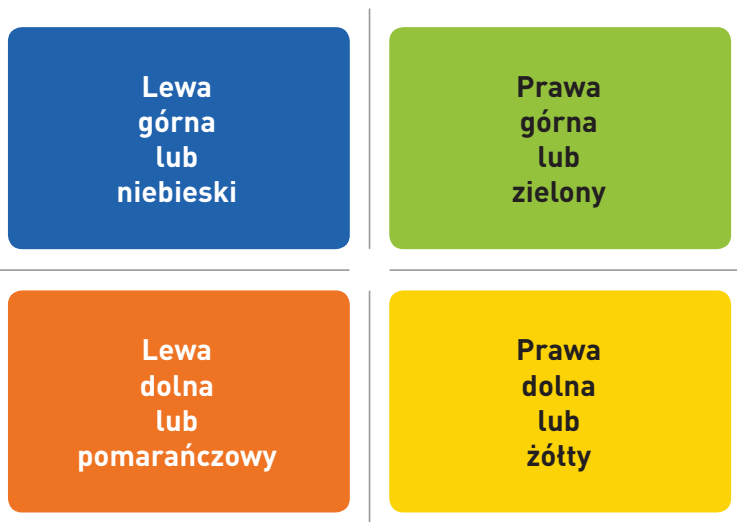 Lewa
górna
lub
niebieski
Prawa
górna
lub
zielony
Lewa
dolna
lub
pomarańczowy
Prawa
dolna
lub
żółty